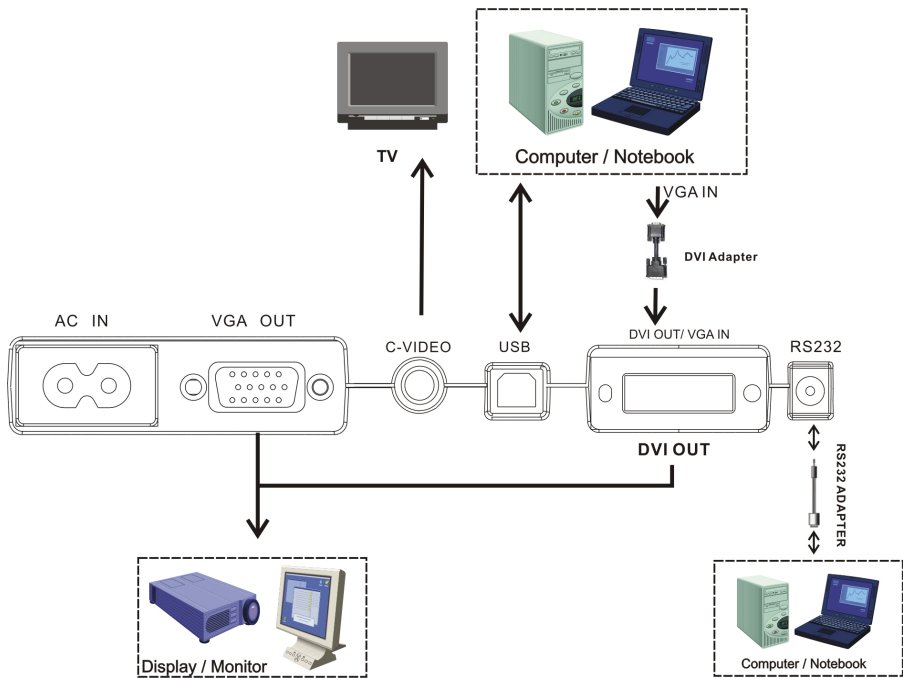 TV
Computer / Notebook
VGA IN
DVI Adapter
AC IN
VGA OUT
C-VIDEO
USB
DVI OUT/ VGA IN
RS232
DVI OUT
RS232 ADAPTER
Display / Monitor
Computer / Notebook